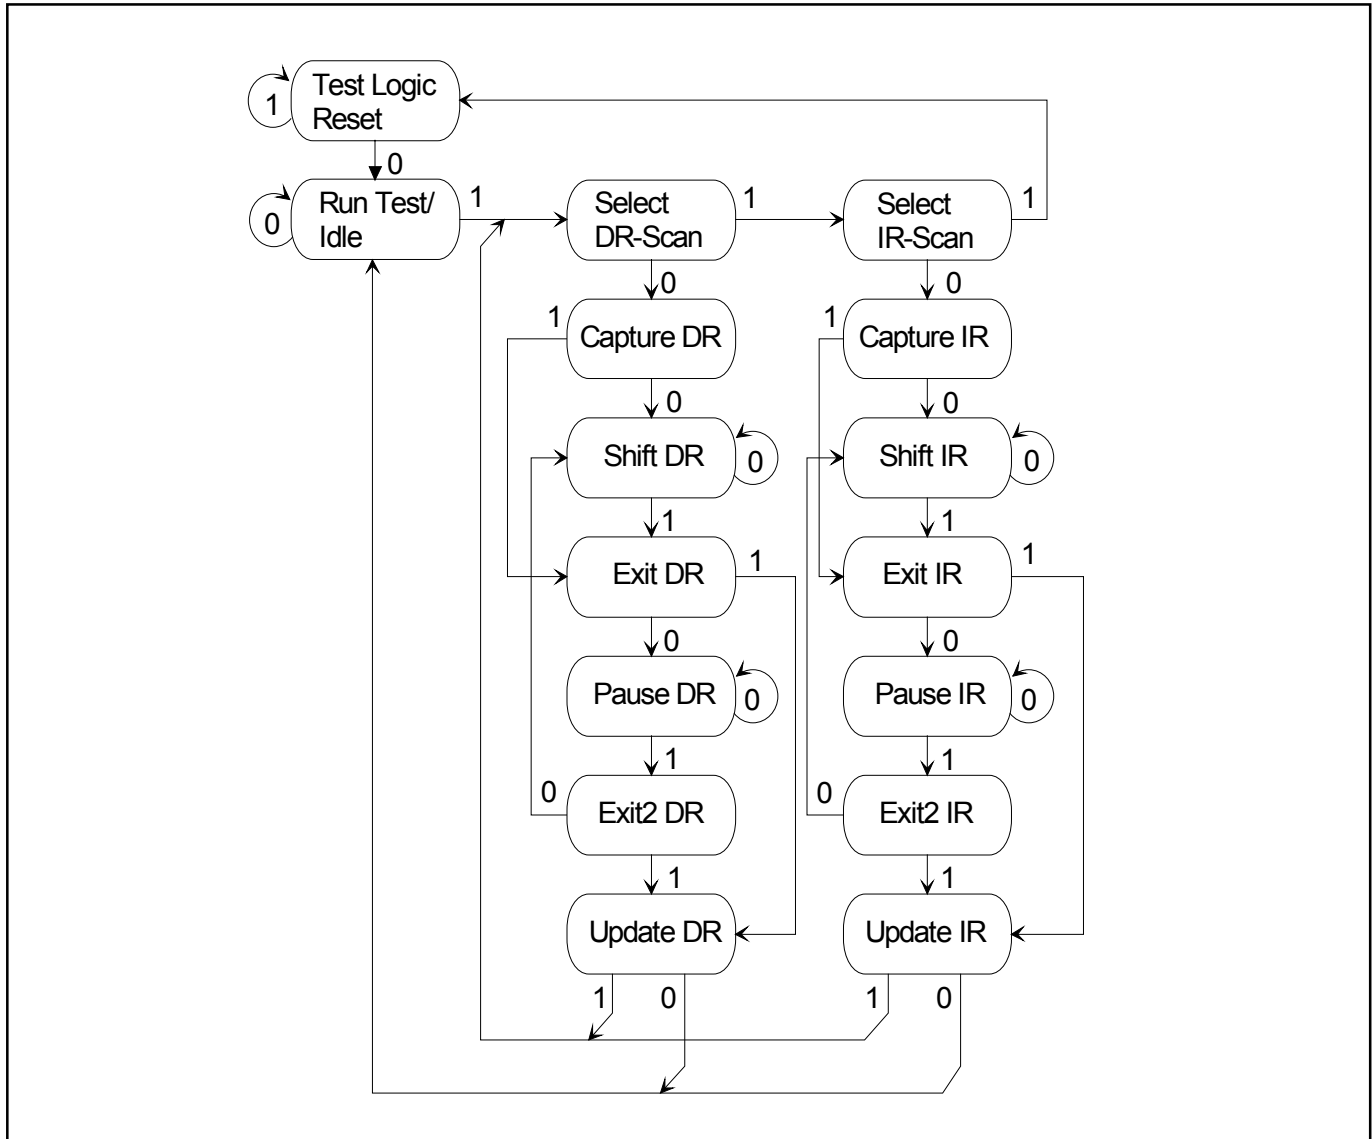 Test Logic
Reset
1
0
Run Test/
Idle
0
1
Select
DR-Scan
1
Select
IR-Scan
1
0
0
1
Capture DR
1
Capture IR
0
0
Shift DR
0
Shift IR
0
1
1
Exit DR
1
Exit IR
1
0
0
Pause DR
0
Pause IR
0
1
1
0
Exit2 DR
0
Exit2 IR
1
1
Update DR
Update IR
1
0
1
0